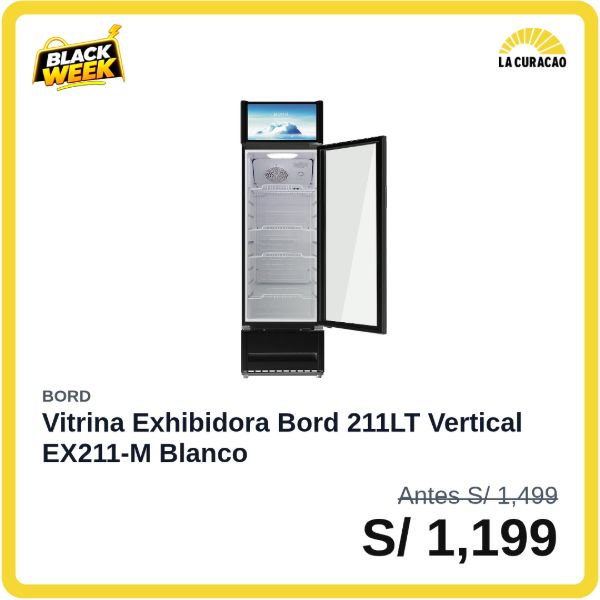 BLACK
WEEK
LA CURACAO
BORD
Vitrina Exhibidora Bord 211LT Vertical
EX211-M Blanco
Antes S/ 1,499
S/ 1,199